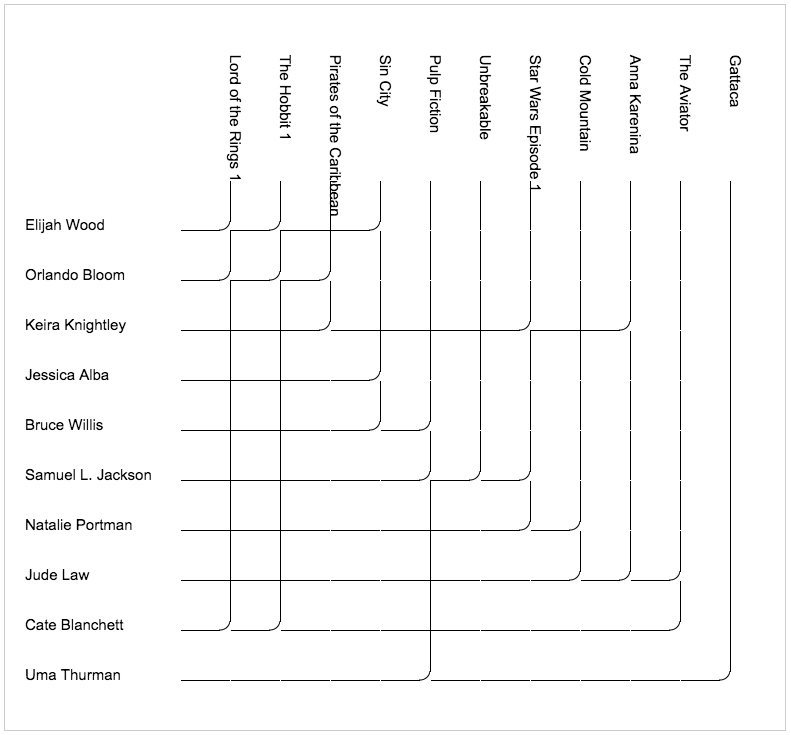 Lord of the Rings 1
The Hobbit 1
Pirates of the Caribbean
Sin City
Pulp Fiction
Unbreakable
Star Wars Episode 1
Cold Mountain
Anna Karenina
The Aviator
Gattaca
Elijah Wood
Orlando Bloom
Keira Knightley
Jessica Alba
Bruce Willis
Samuel L. Jackson
Natalie Portman
Jude Law
Cate Blanchett
Uma Thurman